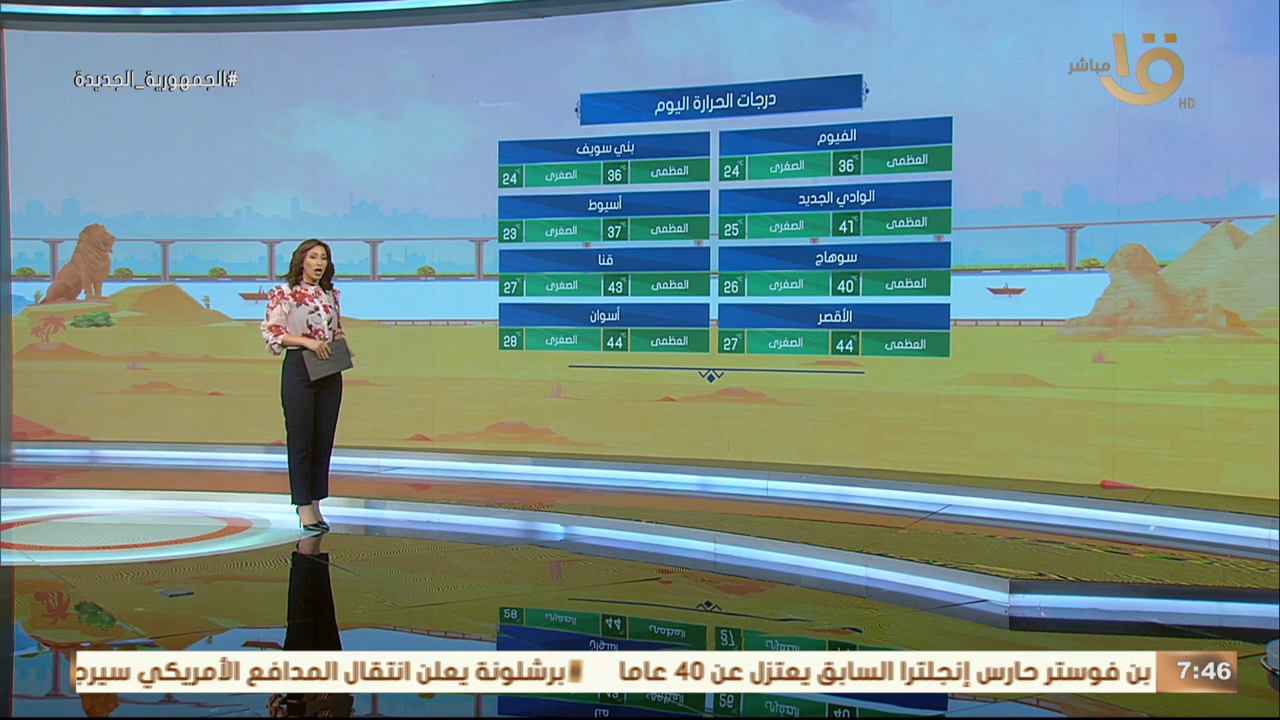 #الجمهورية_الجديدة
مباشر
HD
درجات الحرارة اليوم
الفيوم
العظمى 36 الصغرى 24
بني سويف
العظمى 36 الصغرى 24
الوادي الجديد
العظمى 41 الصغرى 25
أسيوط
العظمى 37 الصغرى 23
سوهاج
العظمى 40 الصغرى 26
قنا
العظمى 43 الصغرى 27
الأقصر
العظمى 44 الصغرى 27
أسوان
العظمى 44 الصغرى 28
7:46 بن فوستر حارس إنجلترا السابق يعتزل عن 40 عاما برشلونة يعلن انتقال المدافع الأمريكي سيرج